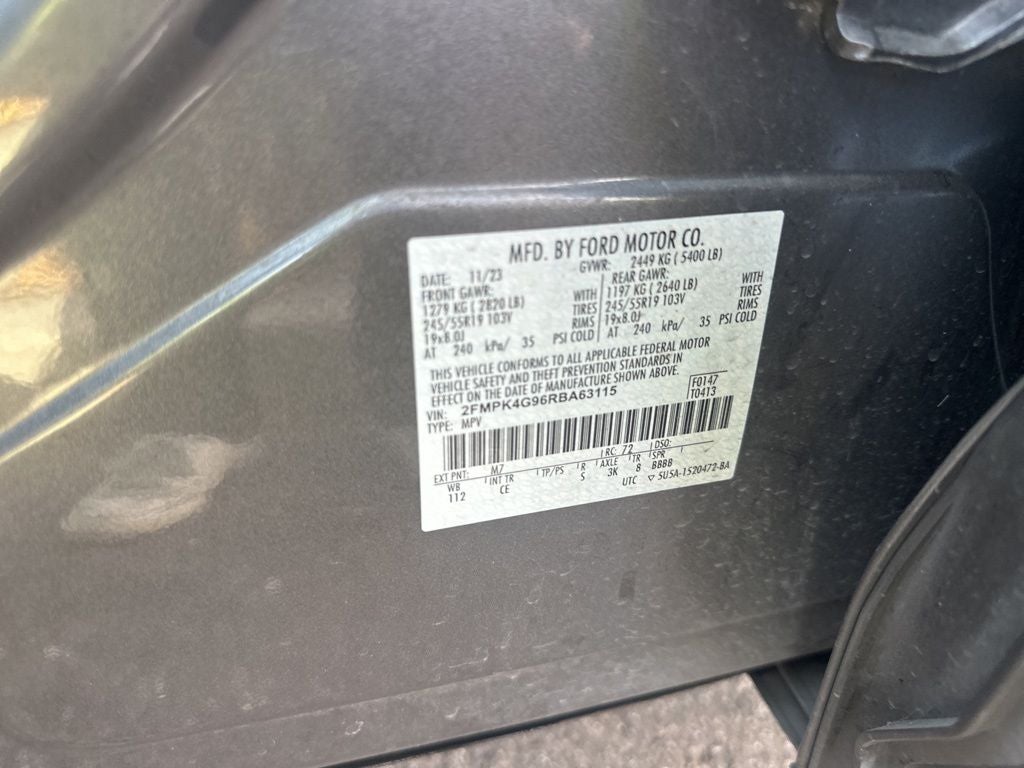 MFD. BY FORD MOTOR CO.
DATE: 11/23 GVWR: 2449 KG ( 5400 LB)
FRONT GAWR: REAR GAWR:
1279 KG ( 2820 LB) WITH 1197 KG ( 2640 LB) WITH
245/55R19 103V TIRES 245/55R19 103V TIRES
19x8.0J RIMS 19x8.0J RIMS
AT 240 kPa/ 35 PSI COLD AT 240 kPa/ 35 PSI COLD
THIS VEHICLE CONFORMS TO ALL APPLICABLE FEDERAL MOTOR
VEHICLE SAFETY AND THEFT PREVENTION STANDARDS IN
EFFECT ON THE DATE OF MANUFACTURE SHOWN ABOVE.
VIN: 2FMPK4G96RBA63115 F0147
TYPE: MPV T0413
EXT PNT: M7 RC: 72 DSO:
WB INT TR TP/PS R AXLE TR SPR
112 CE S 3K 8 BBBB
UTC ▽ 5U5A-1520472-BA